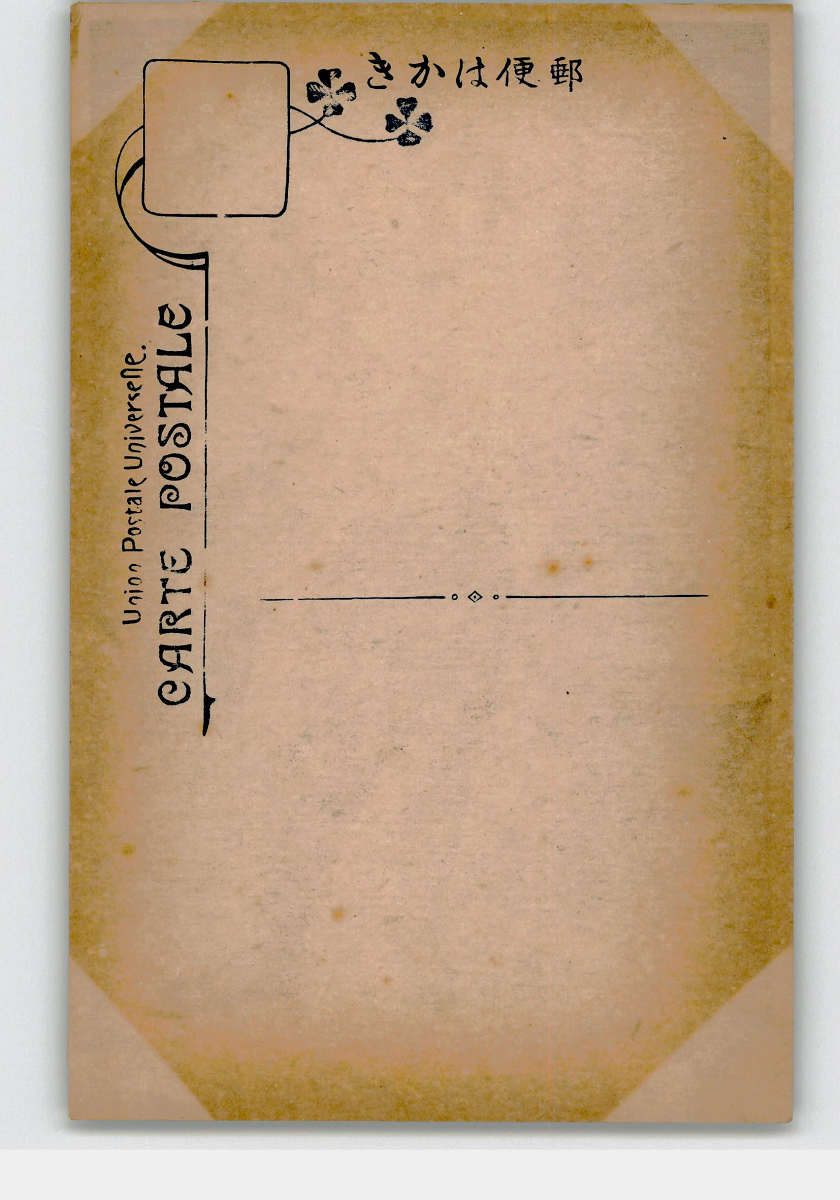 郵便はかき
Union Postale Universelle.
CARTE POSTALE